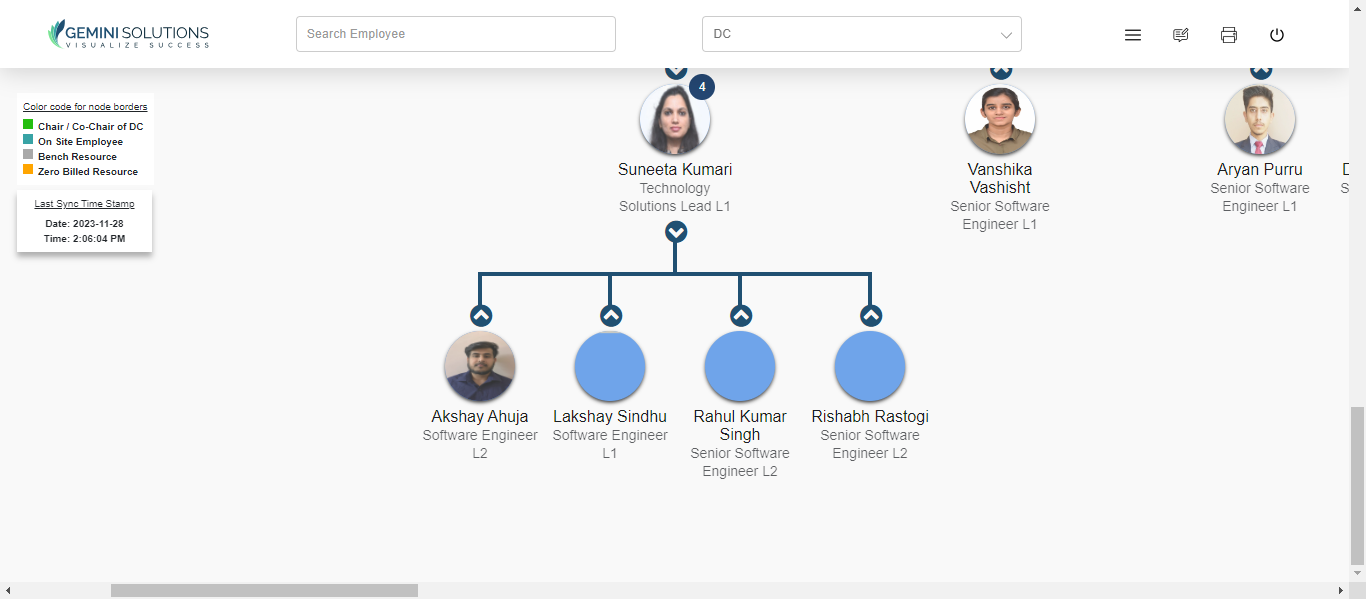 GEMINI SOLUTIONS
VISUALIZE SUCCESS
Search Employee
DC
Color code for node borders
Chair / Co-Chair of DC
On Site Employee
Bench Resource
Zero Billed Resource
Last Sync Time Stamp
Date: 2023-11-28
Time: 2:06:04 PM
4
Suneeta Kumari
Technology
Solutions Lead L1
Vanshika
Vashisht
Senior Software
Engineer L1
Aryan Purru
Senior Software
Engineer L1
Akshay Ahuja
Software Engineer
L2
Lakshay Sindhu
Software Engineer
L1
Rahul Kumar
Singh
Senior Software
Engineer L2
Rishabh Rastogi
Senior Software
Engineer L2